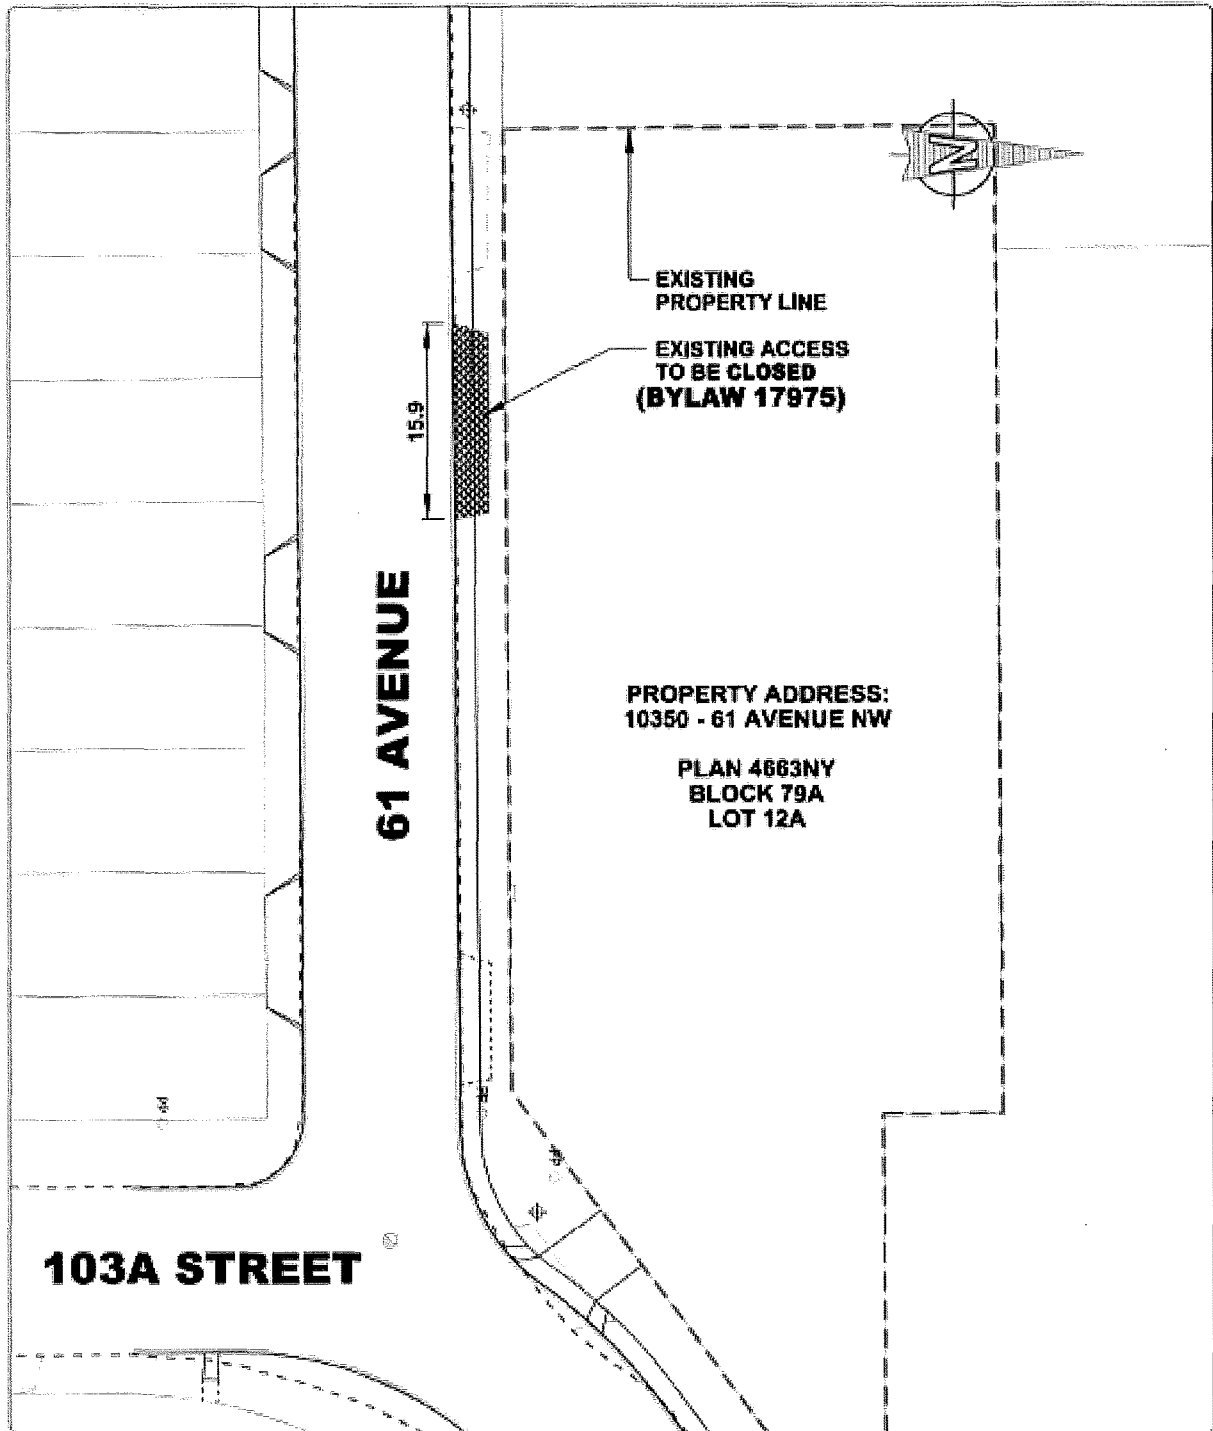 N
EXISTING
PROPERTY LINE
EXISTING ACCESS
TO BE CLOSED
(BYLAW 17975)
15.9
61 AVENUE
PROPERTY ADDRESS:
10350 - 61 AVENUE NW
PLAN 4663NY
BLOCK 79A
LOT 12A
103A STREET